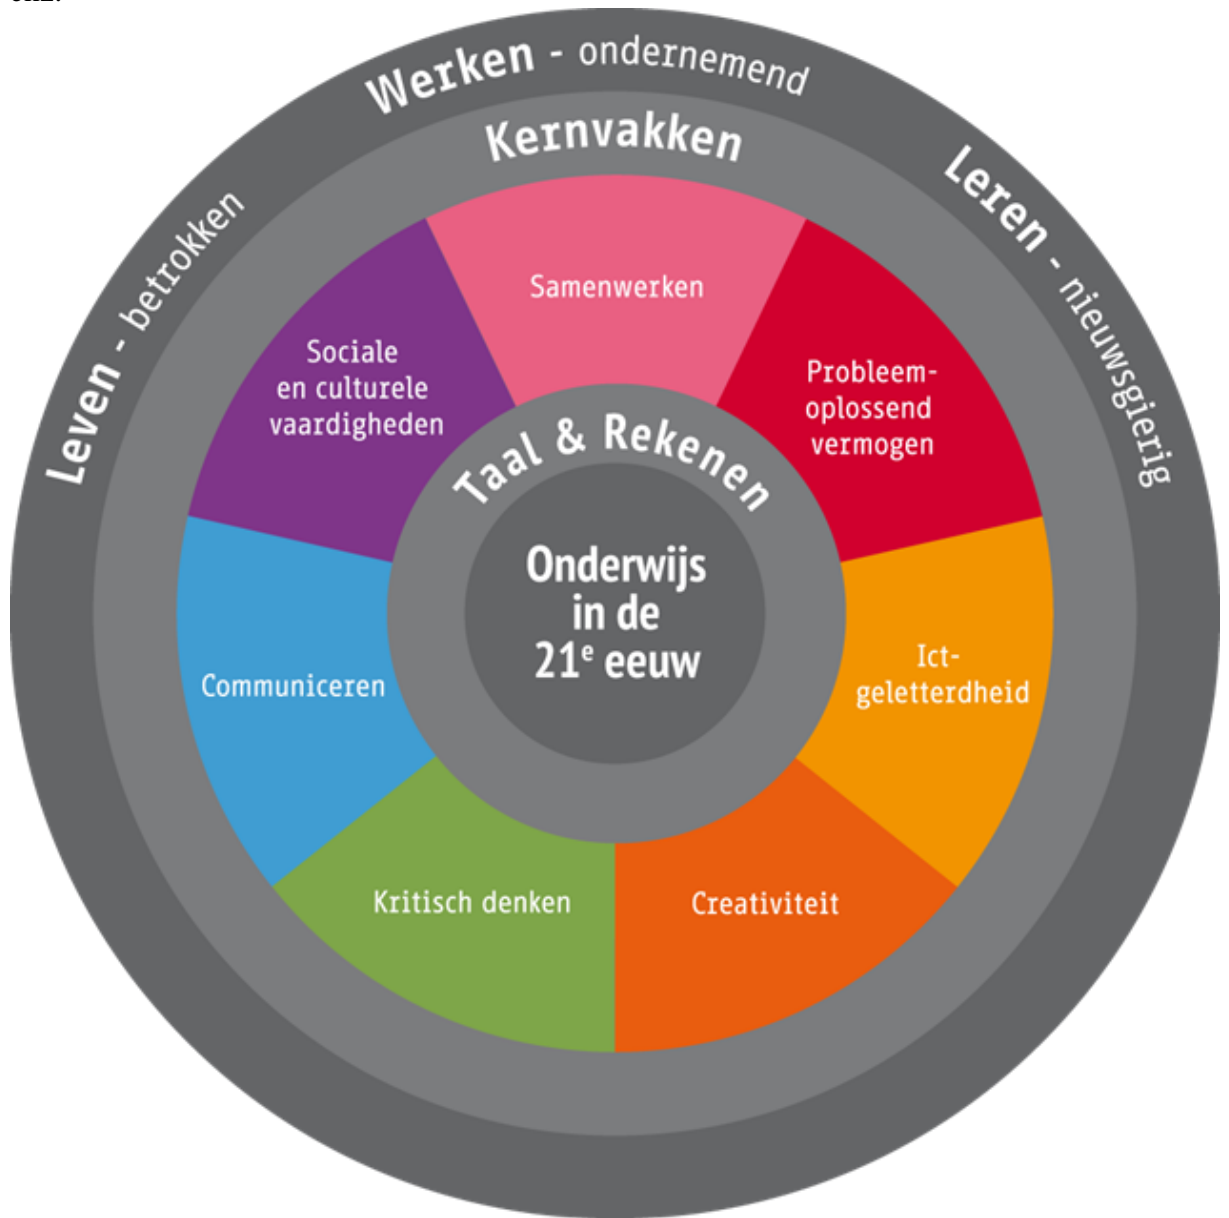 Werken - ondernemend
Kernvakken
Leren - nieuwsgierig
Leven - betrokken
Samenwerken
Sociale
en culturele
vaardigheden
Probleem-
oplossend
vermogen
Taal & Rekenen
Onderwijs
in de
21e eeuw
Communiceren
Ict-
geletterdheid
Kritisch denken
Creativiteit